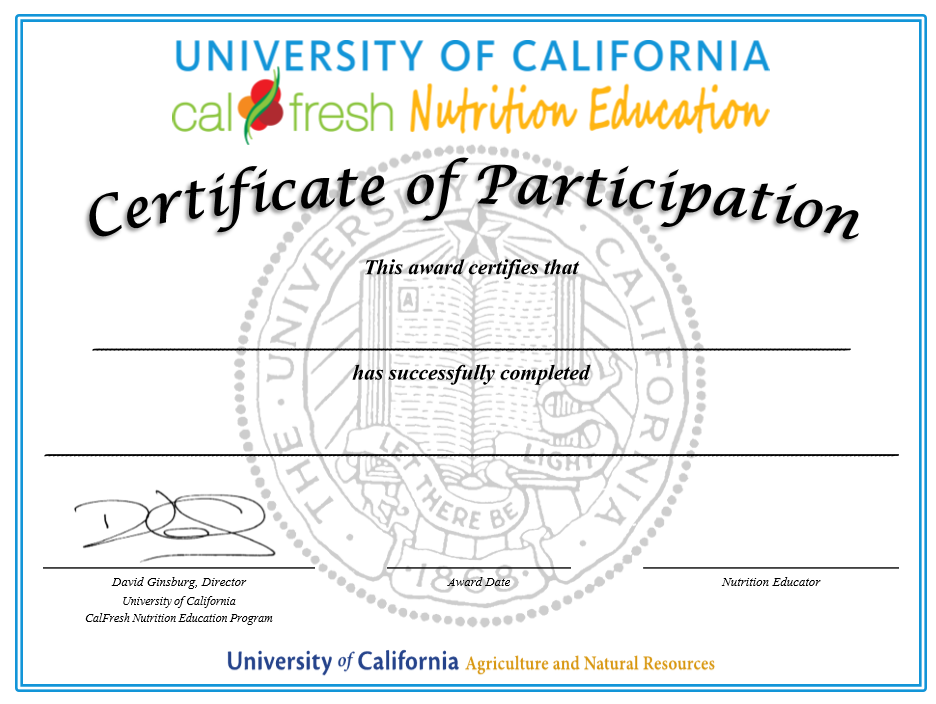 UNIVERSITY OF CALIFORNIA
cal fresh Nutrition Education
Certificate of Participation
THE · UNIVERSITY · OF · CALIFORNIA ·
A
This award certifies that
has successfully completed
LET THERE BE LIGHT
· 1868 ·
David Ginsburg, Director
University of California
CalFresh Nutrition Education Program
Award Date
Nutrition Educator
University of California Agriculture and Natural Resources